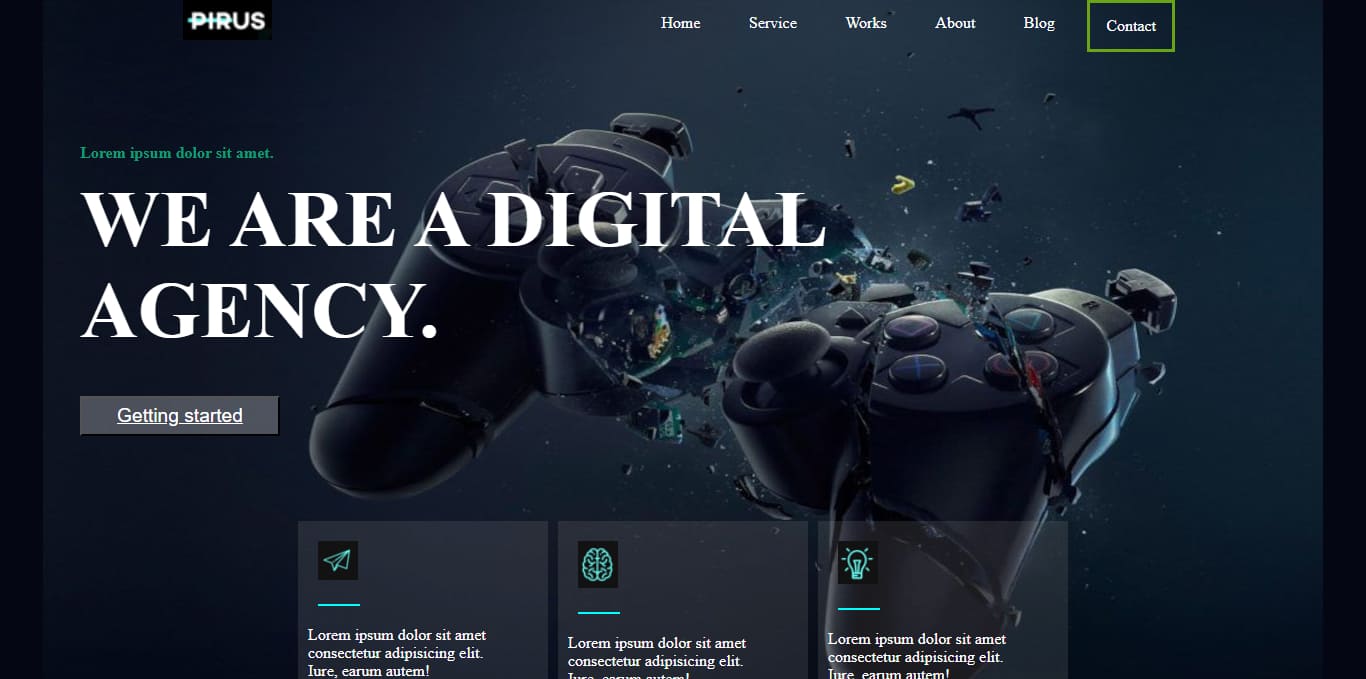 PIRUS
Home Service Works About Blog Contact
Lorem ipsum dolor sit amet.
WE ARE A DIGITAL
AGENCY.
Getting started
Lorem ipsum dolor sit amet
consectetur adipisicing elit.
Iure, earum autem!
Lorem ipsum dolor sit amet
consectetur adipisicing elit.
Iure, earum autem!
Lorem ipsum dolor sit amet
consectetur adipisicing elit.
Iure, earum autem!